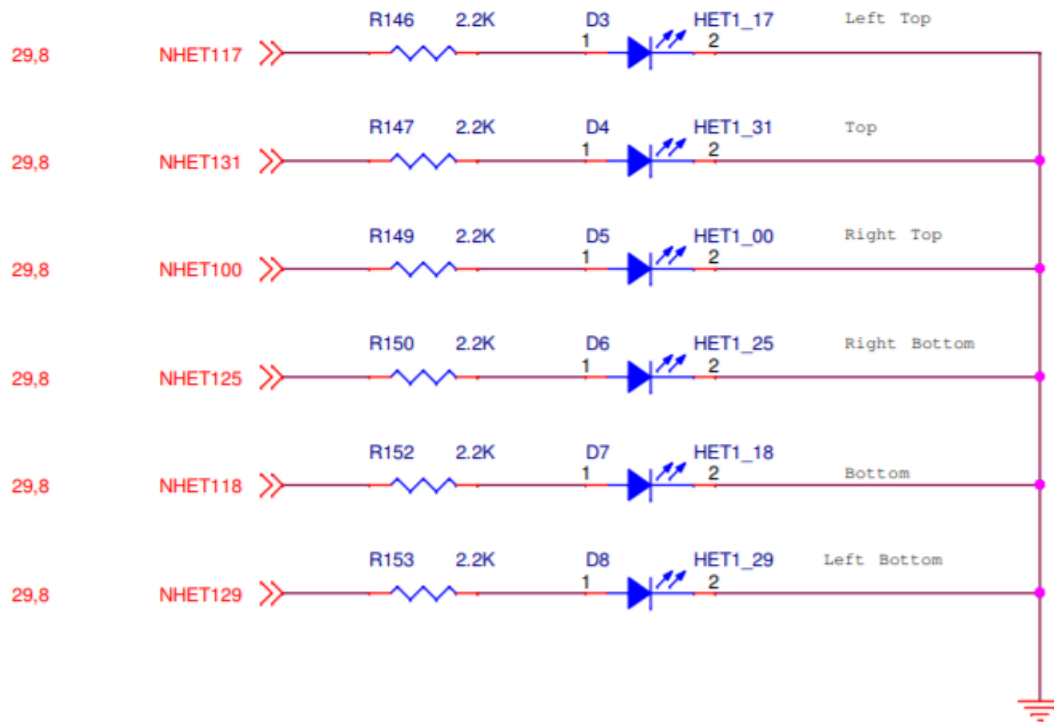 R146 2.2K D3 HET1_17 Left Top
29,8 NHET117 1 2
R147 2.2K D4 HET1_31 Top
29,8 NHET131 1 2
R149 2.2K D5 HET1_00 Right Top
29,8 NHET100 1 2
R150 2.2K D6 HET1_25 Right Bottom
29,8 NHET125 1 2
R152 2.2K D7 HET1_18 Bottom
29,8 NHET118 1 2
R153 2.2K D8 HET1_29 Left Bottom
29,8 NHET129 1 2